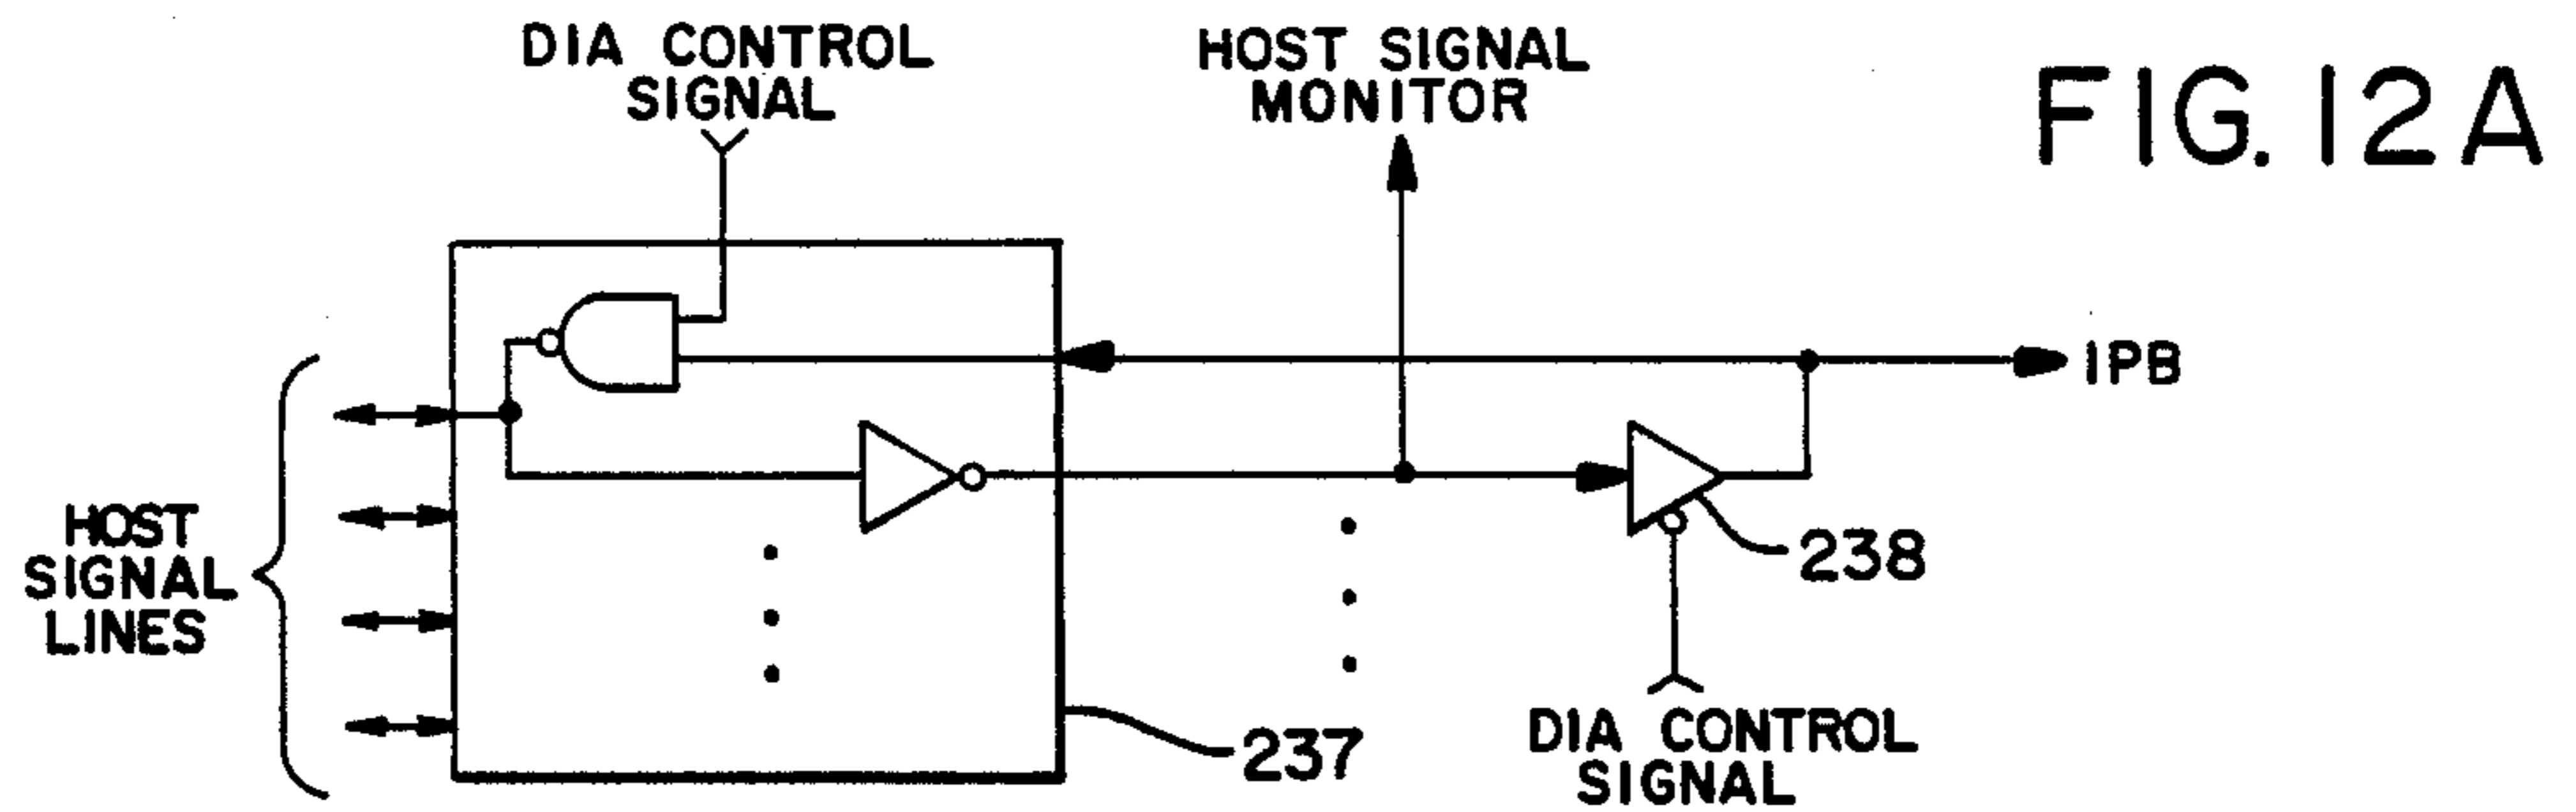 DIA CONTROL
SIGNAL
HOST SIGNAL
MONITOR
FIG. 12A
IPB
HOST
SIGNAL
LINES
238
237
DIA CONTROL
SIGNAL